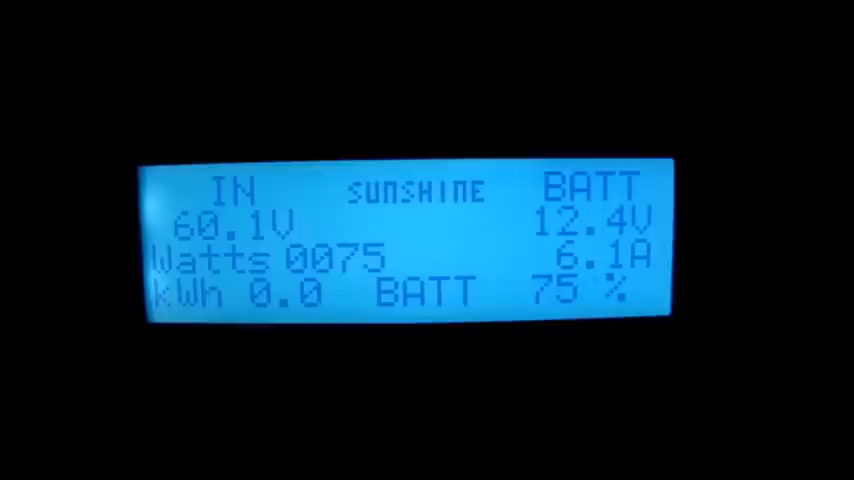 IN SUNSHINE BATT
60.1V 12.4V
Watts 0075 6.1A
kWh 0.0 BATT 75 %